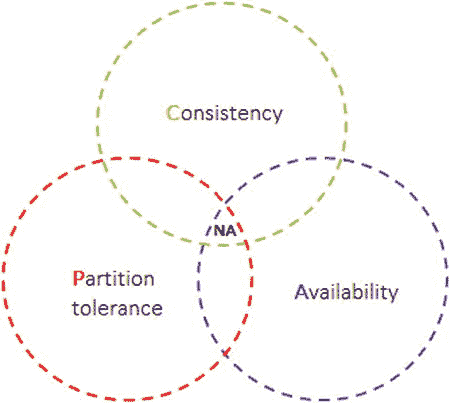 Consistency
NA
Partition
tolerance
Availability